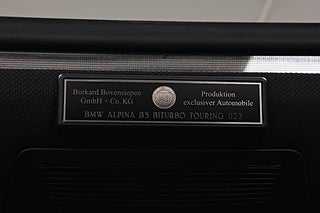 Burkard Bovensiepen
GmbH + Co. KG
Produktion
exclusiver Automobile
BMW ALPINA B5 BITURBO TOURING 023